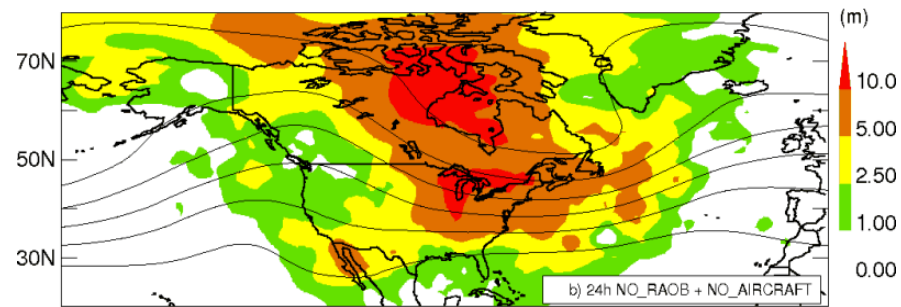 (m)
70N
10.0
5.00
50N
2.50
1.00
30N
0.00
b) 24h NO_RAOB + NO_AIRCRAFT